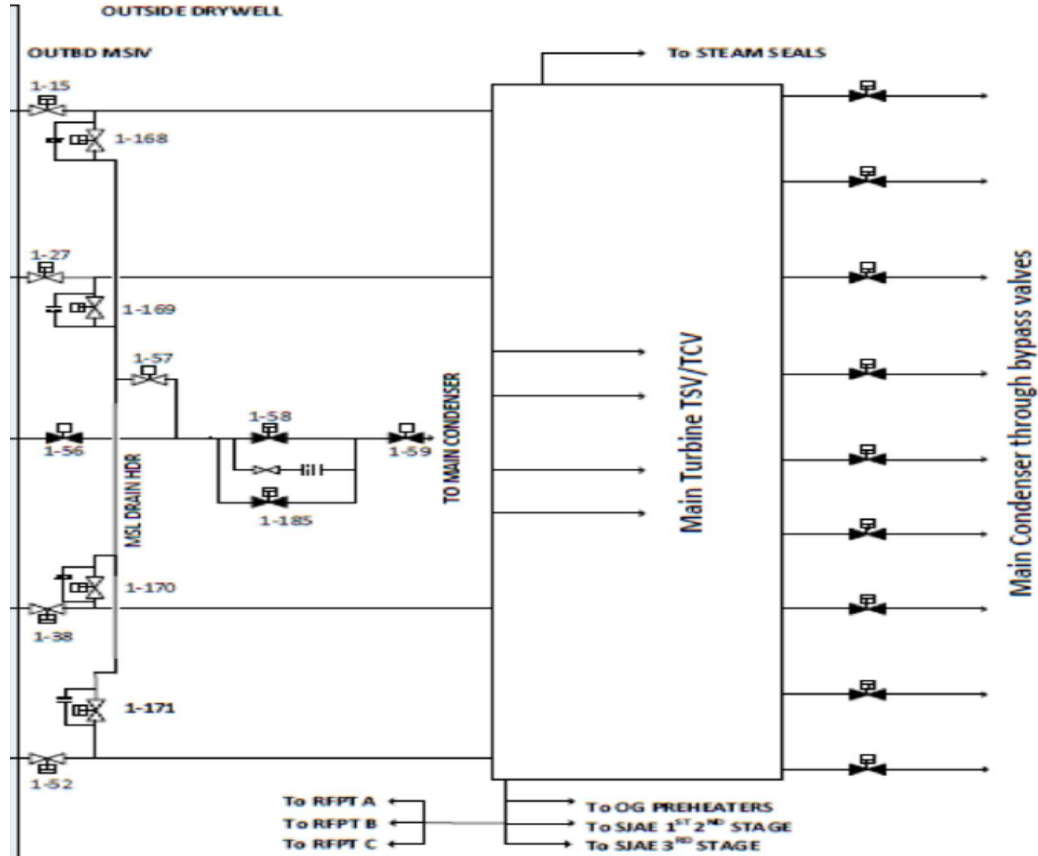 OUTSIDE DRYWELL
OUTBD MSIV
To STEAM SEALS
1-15
1-168
1-27
1-169
1-57
1-58
1-56
1-59
1-185
MSL DRAIN HDR
TO MAIN CONDENSER
Main Turbine TSV/TCV
Main Condenser through bypass valves
1-170
1-38
1-171
1-52
To RFPT A
To RFPT B
To RFPT C
To OG PREHEATERS
To SJAE 1ST 2ND STAGE
To SJAE 3RD STAGE